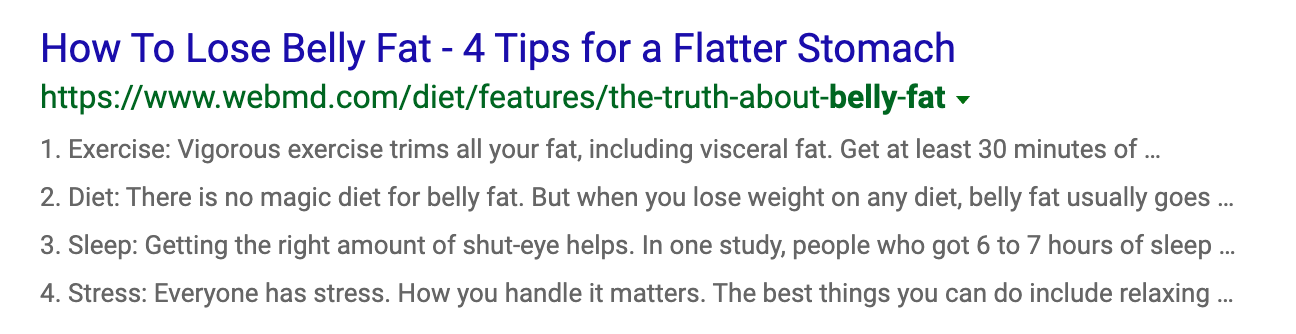 How To Lose Belly Fat - 4 Tips for a Flatter Stomach
https://www.webmd.com/diet/features/the-truth-about-belly-fat
1. Exercise: Vigorous exercise trims all your fat, including visceral fat. Get at least 30 minutes of ...
2. Diet: There is no magic diet for belly fat. But when you lose weight on any diet, belly fat usually goes ...
3. Sleep: Getting the right amount of shut-eye helps. In one study, people who got 6 to 7 hours of sleep ...
4. Stress: Everyone has stress. How you handle it matters. The best things you can do include relaxing ...